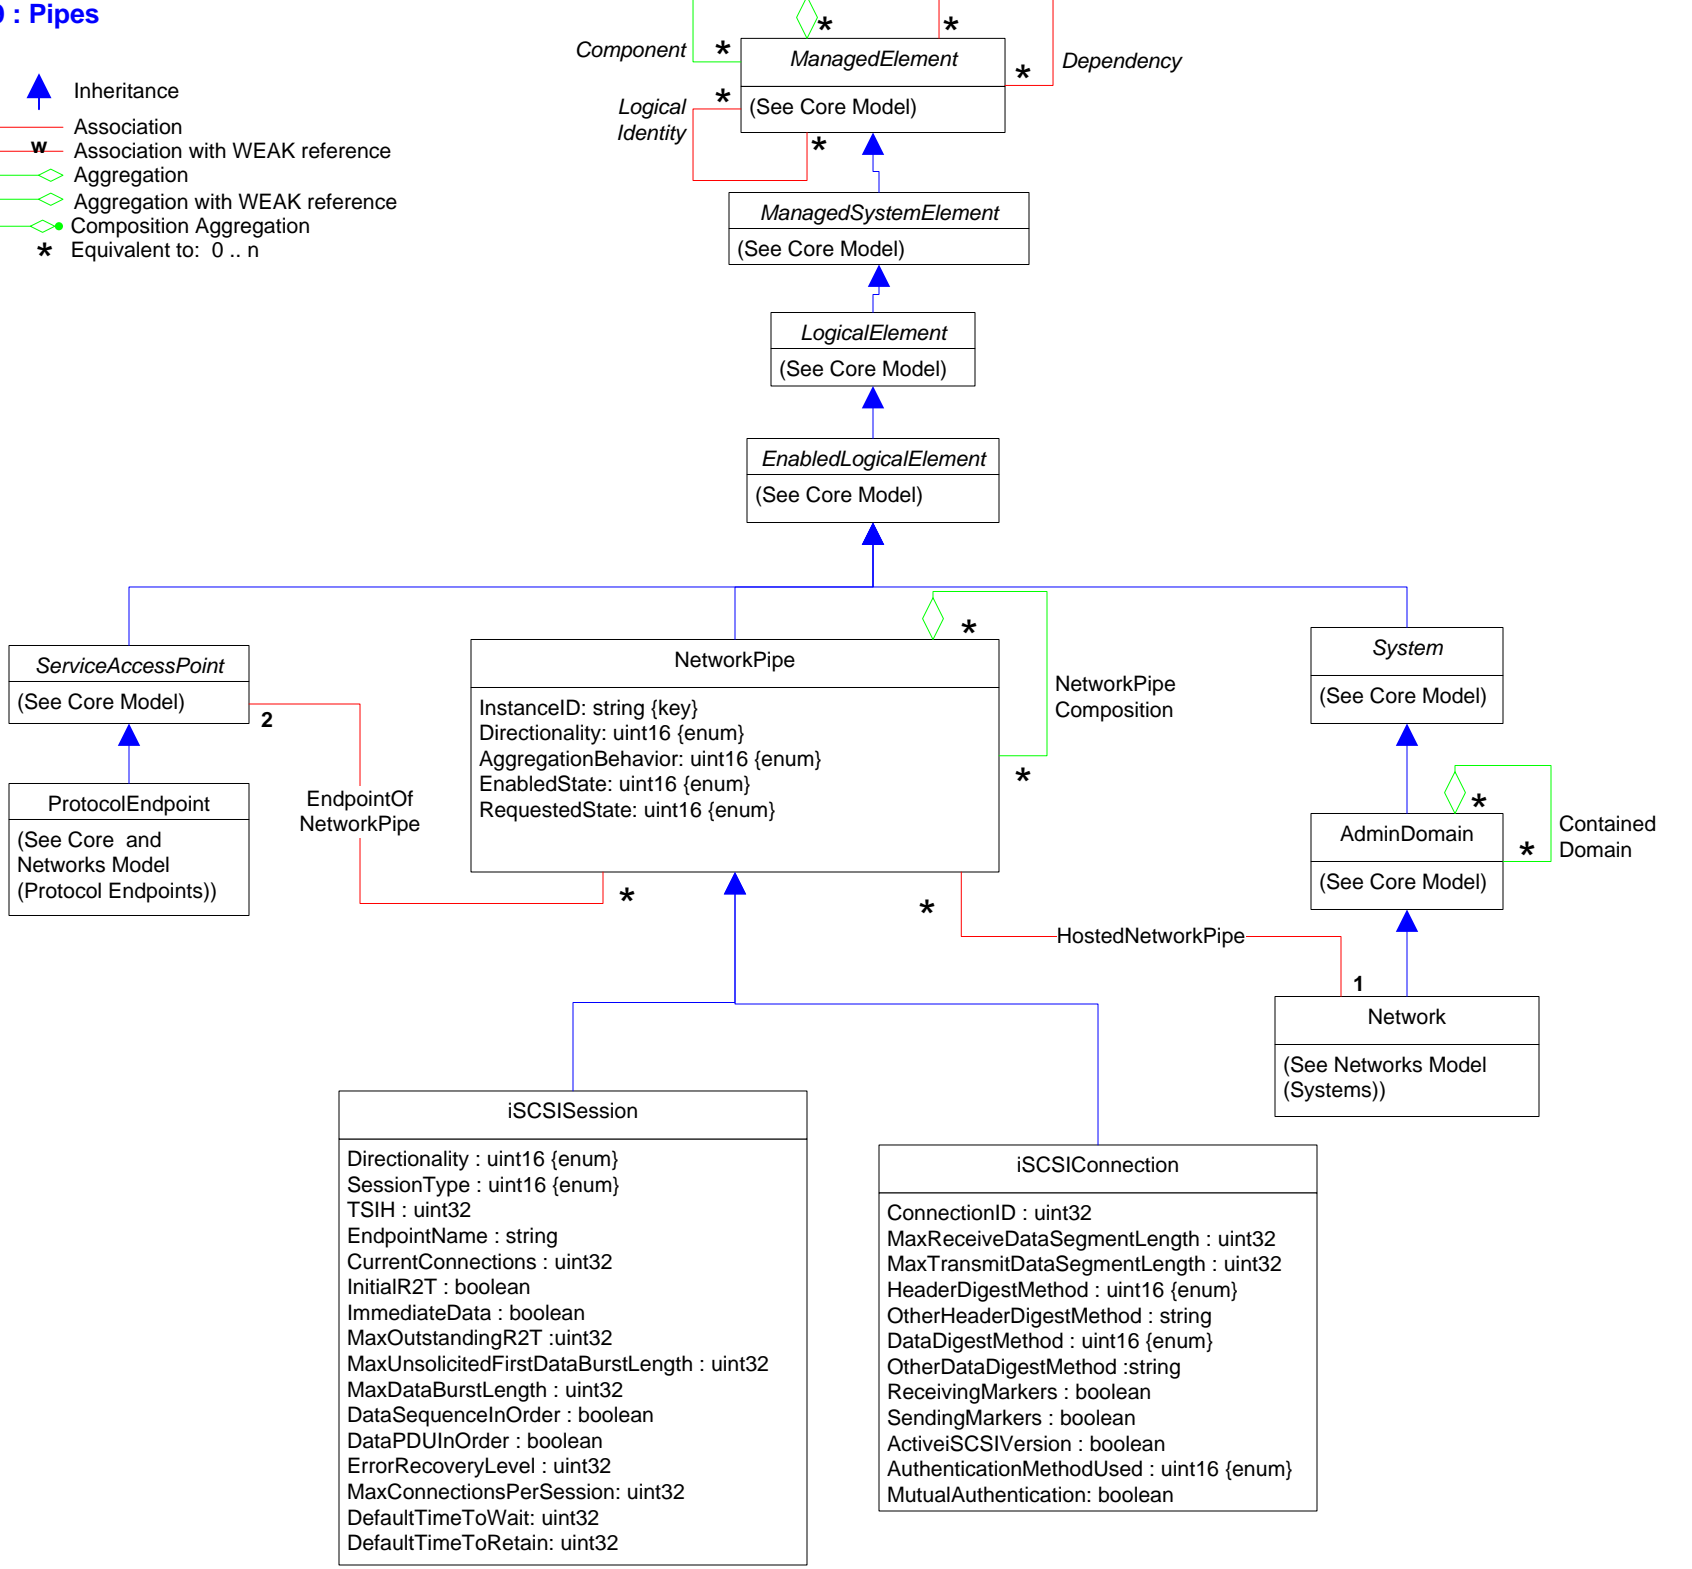 : Pipes
Inheritance
Association
w
Association with WEAK reference
Aggregation
Aggregation with WEAK reference
Composition Aggregation
* Equivalent to: 0 .. n
Component
*
*
*
*
Dependency
ManagedElement
(See Core Model)
Logical
Identity
*
*
ManagedSystemElement
(See Core Model)
LogicalElement
(See Core Model)
EnabledLogicalElement
(See Core Model)
ServiceAccessPoint
(See Core Model)
2
ProtocolEndpoint
(See Core and
Networks Model
(Protocol Endpoints))
EndpointOf
NetworkPipe
*
NetworkPipe
InstanceID: string {key}
Directionality: uint16 {enum}
AggregationBehavior: uint16 {enum}
EnabledState: uint16 {enum}
RequestedState: uint16 {enum}
*
NetworkPipe
Composition
*
System
(See Core Model)
AdminDomain
(See Core Model)
*
*
Contained
Domain
*
HostedNetworkPipe
1
Network
(See Networks Model
(Systems))
iSCSISession
Directionality : uint16 {enum}
SessionType : uint16 {enum}
TSIH : uint32
EndpointName : string
CurrentConnections : uint32
InitialR2T : boolean
ImmediateData : boolean
MaxOutstandingR2T :uint32
MaxUnsolicitedFirstDataBurstLength : uint32
MaxDataBurstLength : uint32
DataSequenceInOrder : boolean
DataPDUInOrder : boolean
ErrorRecoveryLevel : uint32
MaxConnectionsPerSession: uint32
DefaultTimeToWait: uint32
DefaultTimeToRetain: uint32
iSCSIConnection
ConnectionID : uint32
MaxReceiveDataSegmentLength : uint32
MaxTransmitDataSegmentLength : uint32
HeaderDigestMethod : uint16 {enum}
OtherHeaderDigestMethod : string
DataDigestMethod : uint16 {enum}
OtherDataDigestMethod :string
ReceivingMarkers : boolean
SendingMarkers : boolean
ActiveiSCSIVersion : boolean
AuthenticationMethodUsed : uint16 {enum}
MutualAuthentication: boolean